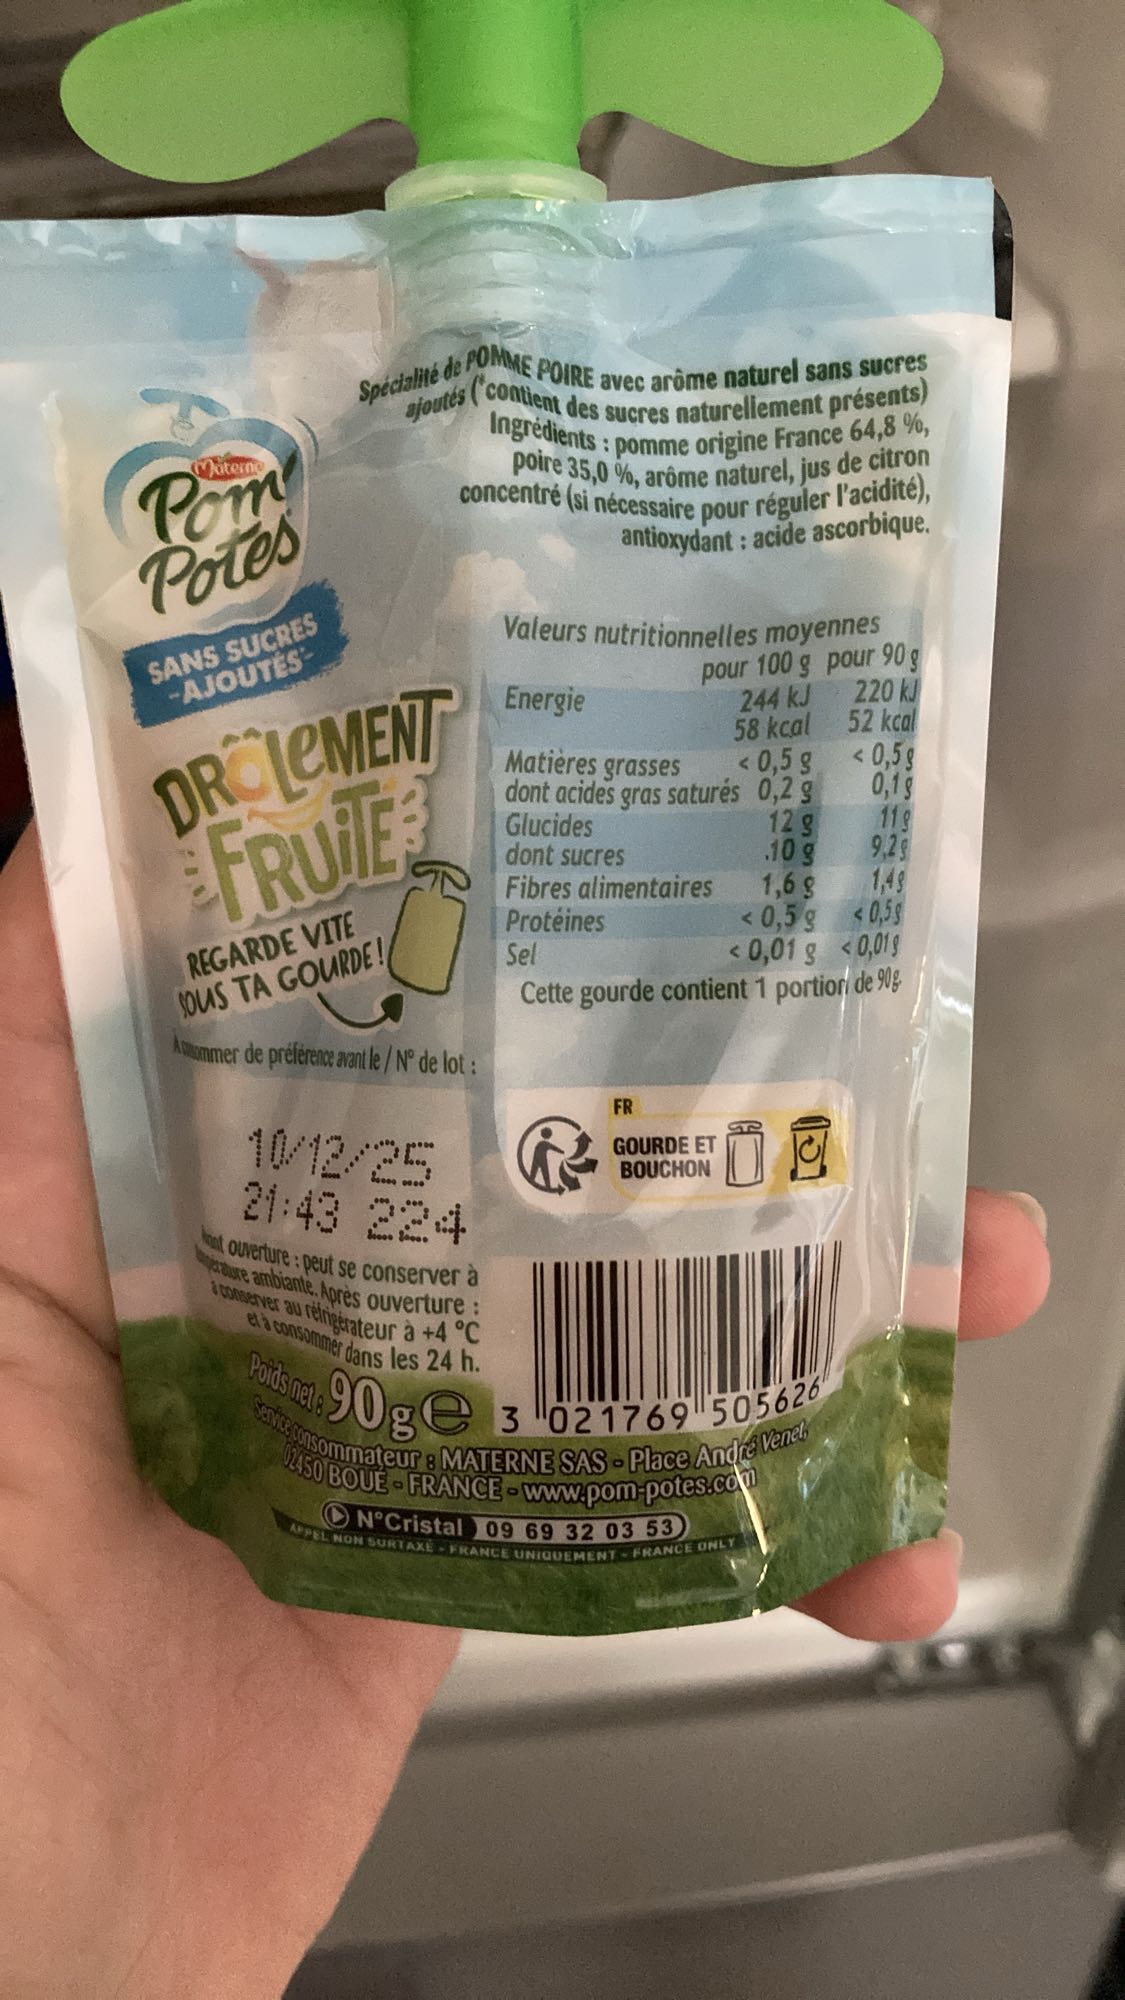 Spécialité de POMME POIRE avec arôme naturel sans sucres
ajoutés (*contient des sucres naturellement présents)
Ingrédients : pomme origine France 64,8 %,
poire 35,0 %, arôme naturel, jus de citron
concentré (si nécessaire pour réguler l'acidité),
antioxydant : acide ascorbique.
Materne
Pom'
Potes
SANS SUCRES
-AJOUTÉS-
DRÔLEMENT
FRUITÉ
REGARDE VITE
SOUS TA GOURDE !
Valeurs nutritionnelles moyennes
pour 100 g pour 90 g
Energie 244 kJ 220 kJ
58 kcal 52 kcal
Matières grasses < 0,5 g < 0,5 g
dont acides gras saturés 0,2 g 0,1 g
Glucides 12 g 11 g
dont sucres 10 g 9,2 g
Fibres alimentaires 1,6 g 1,4 g
Protéines < 0,5 g < 0,5 g
Sel < 0,01 g < 0,01 g
Cette gourde contient 1 portion de 90g.
A consommer de préférence avant le / N° de lot :
10/12/25
21:43 224
FR
GOURDE ET
BOUCHON
Avant ouverture : peut se conserver à
température ambiante. Après ouverture :
à conserver au réfrigérateur à +4 °C
et à consommer dans les 24 h.
Poids net : 90 g e
3 021769 505626
Service consommateur : MATERNE SAS - Place André Venet,
02450 BOUÉ - FRANCE - www.pom-potes.com
N°Cristal 09 69 32 03 53
APPEL NON SURTAXÉ - FRANCE UNIQUEMENT - FRANCE ONLY